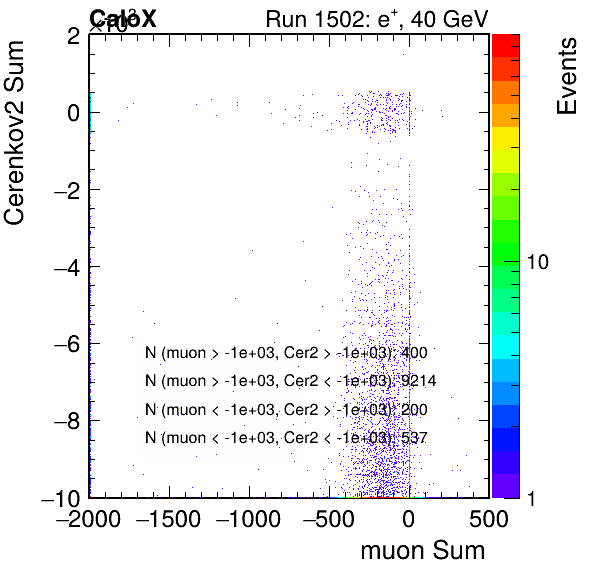 CaloX
×10³
Run 1502: e⁺, 40 GeV
Cerenkov2 Sum
Events
2
0
−2
−4
−6
−8
−10
N (muon > -1e+03, Cer2 > -1e+03): 400
N (muon > -1e+03, Cer2 < -1e+03): 9214
N (muon < -1e+03, Cer2 > -1e+03): 200
N (muon < -1e+03, Cer2 < -1e+03): 537
10
1
−2000 −1500 −1000 −500 0 500
muon Sum